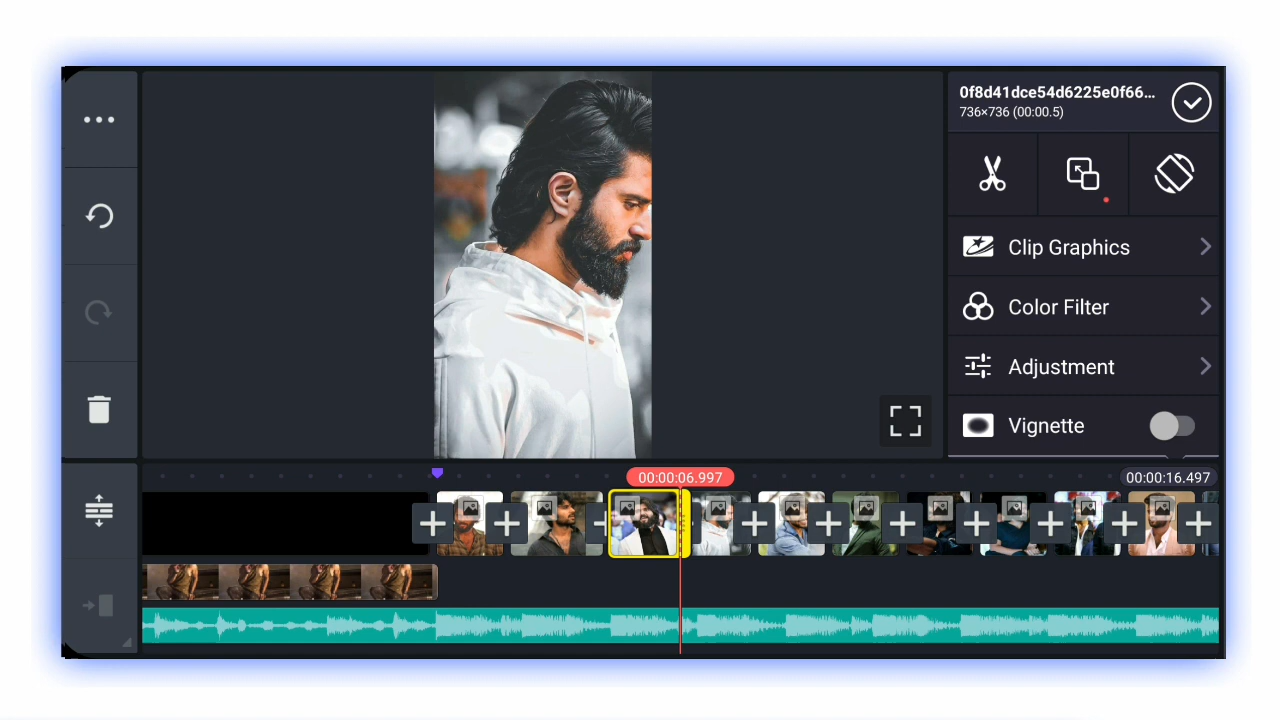 0f8d41dce54d6225e0f66...
736×736 (00:00.5)
Clip Graphics
Color Filter
Adjustment
Vignette
00:00:06.997
00:00:16.497